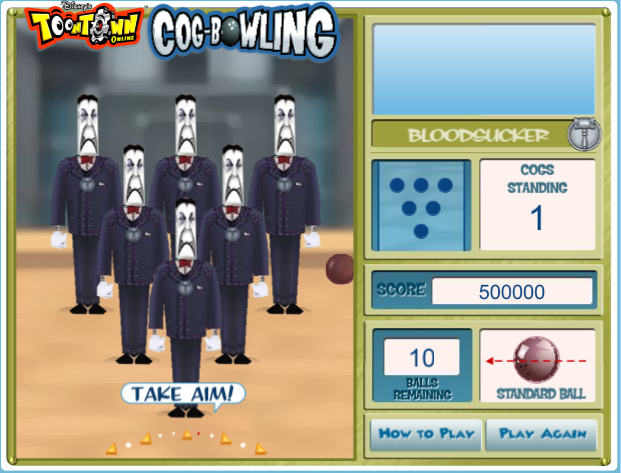 Disney's
TOONTOWN
ONLINE
COG-BOWLING
BLOODSUCKER
COGS
STANDING
1
SCORE
500000
10
BALLS
REMAINING
STANDARD BALL
TAKE AIM!
HOW TO PLAY
PLAY AGAIN